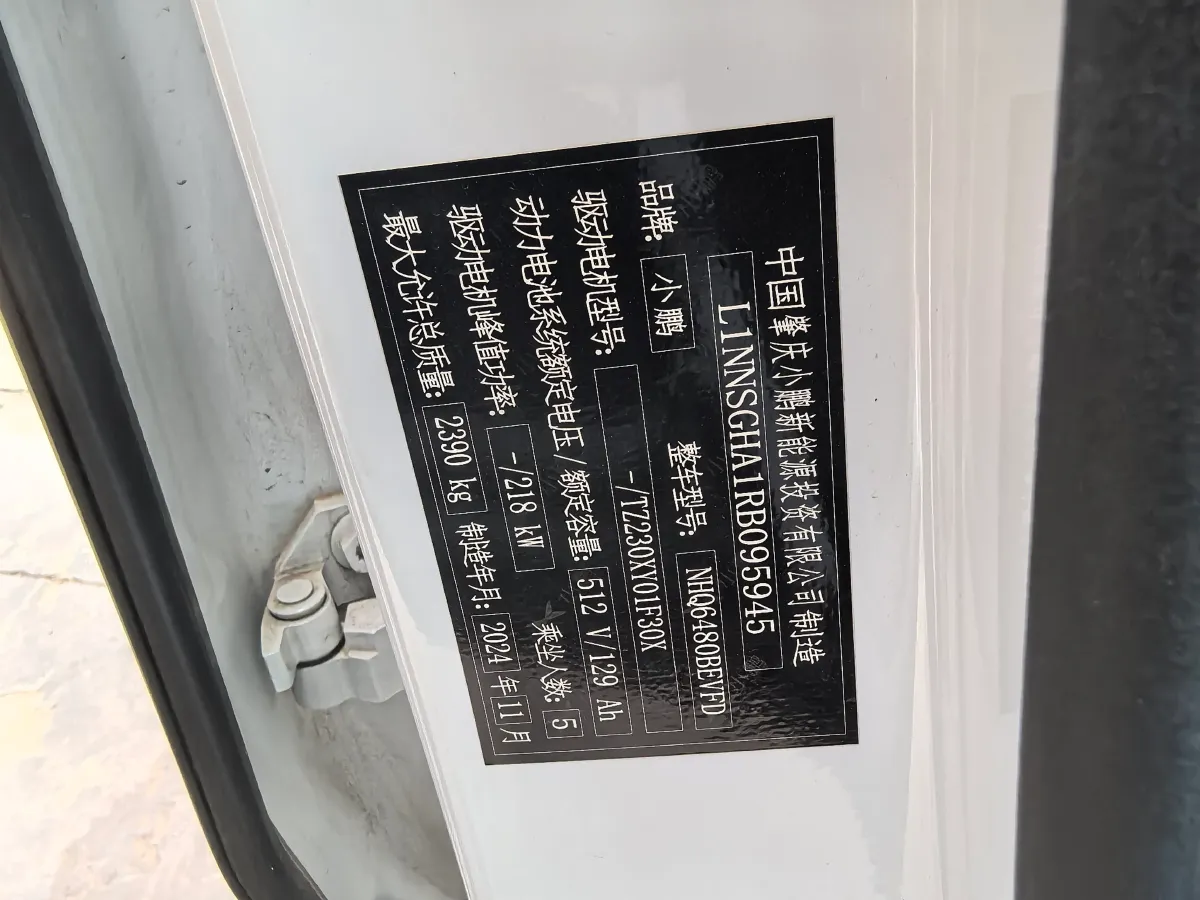 中国肇庆小鹏新能源投资有限公司制造
L1NNSGHA1RB095945
品牌: 小鹏 整车型号: NHQ6480BEVFD
驱动电机型号: -/TZ230XY01F30X
动力电池系统额定电压/额定容量: 512 V/129 Ah
驱动电机峰值功率: -/218 kW 乘坐人数: 5
最大允许总质量: 2390 kg 制造年月: 2024 年 11 月